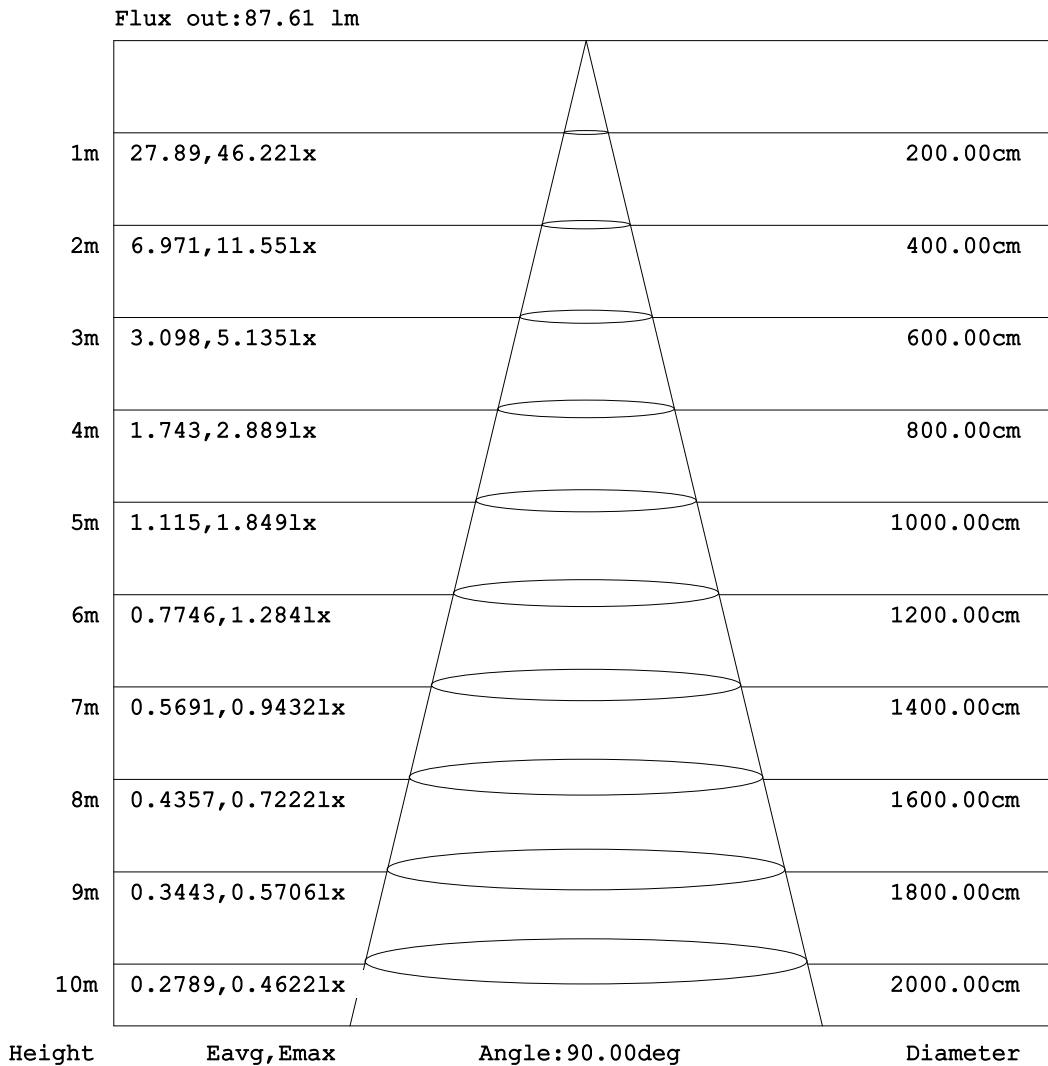 Flux out:87.61 lm
1m 27.89,46.22lx 200.00cm
2m 6.971,11.55lx 400.00cm
3m 3.098,5.135lx 600.00cm
4m 1.743,2.889lx 800.00cm
5m 1.115,1.849lx 1000.00cm
6m 0.7746,1.284lx 1200.00cm
7m 0.5691,0.9432lx 1400.00cm
8m 0.4357,0.7222lx 1600.00cm
9m 0.3443,0.5706lx 1800.00cm
10m 0.2789,0.4622lx 2000.00cm
Height Eavg,Emax Angle:90.00deg Diameter